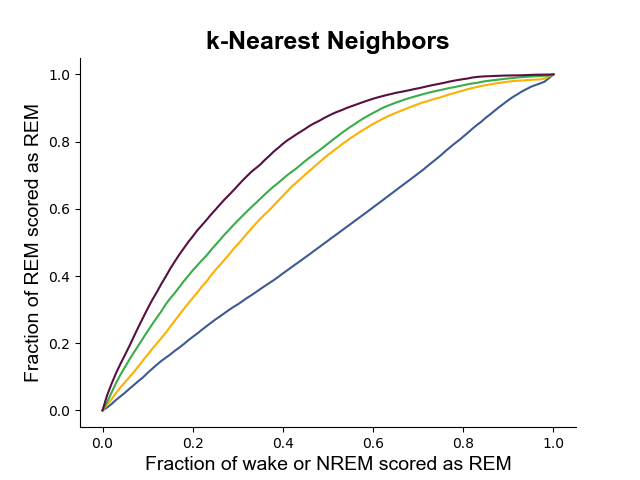 k-Nearest Neighbors
Fraction of REM scored as REM
1.0
0.8
0.6
0.4
0.2
0.0
0.0 0.2 0.4 0.6 0.8 1.0
Fraction of wake or NREM scored as REM